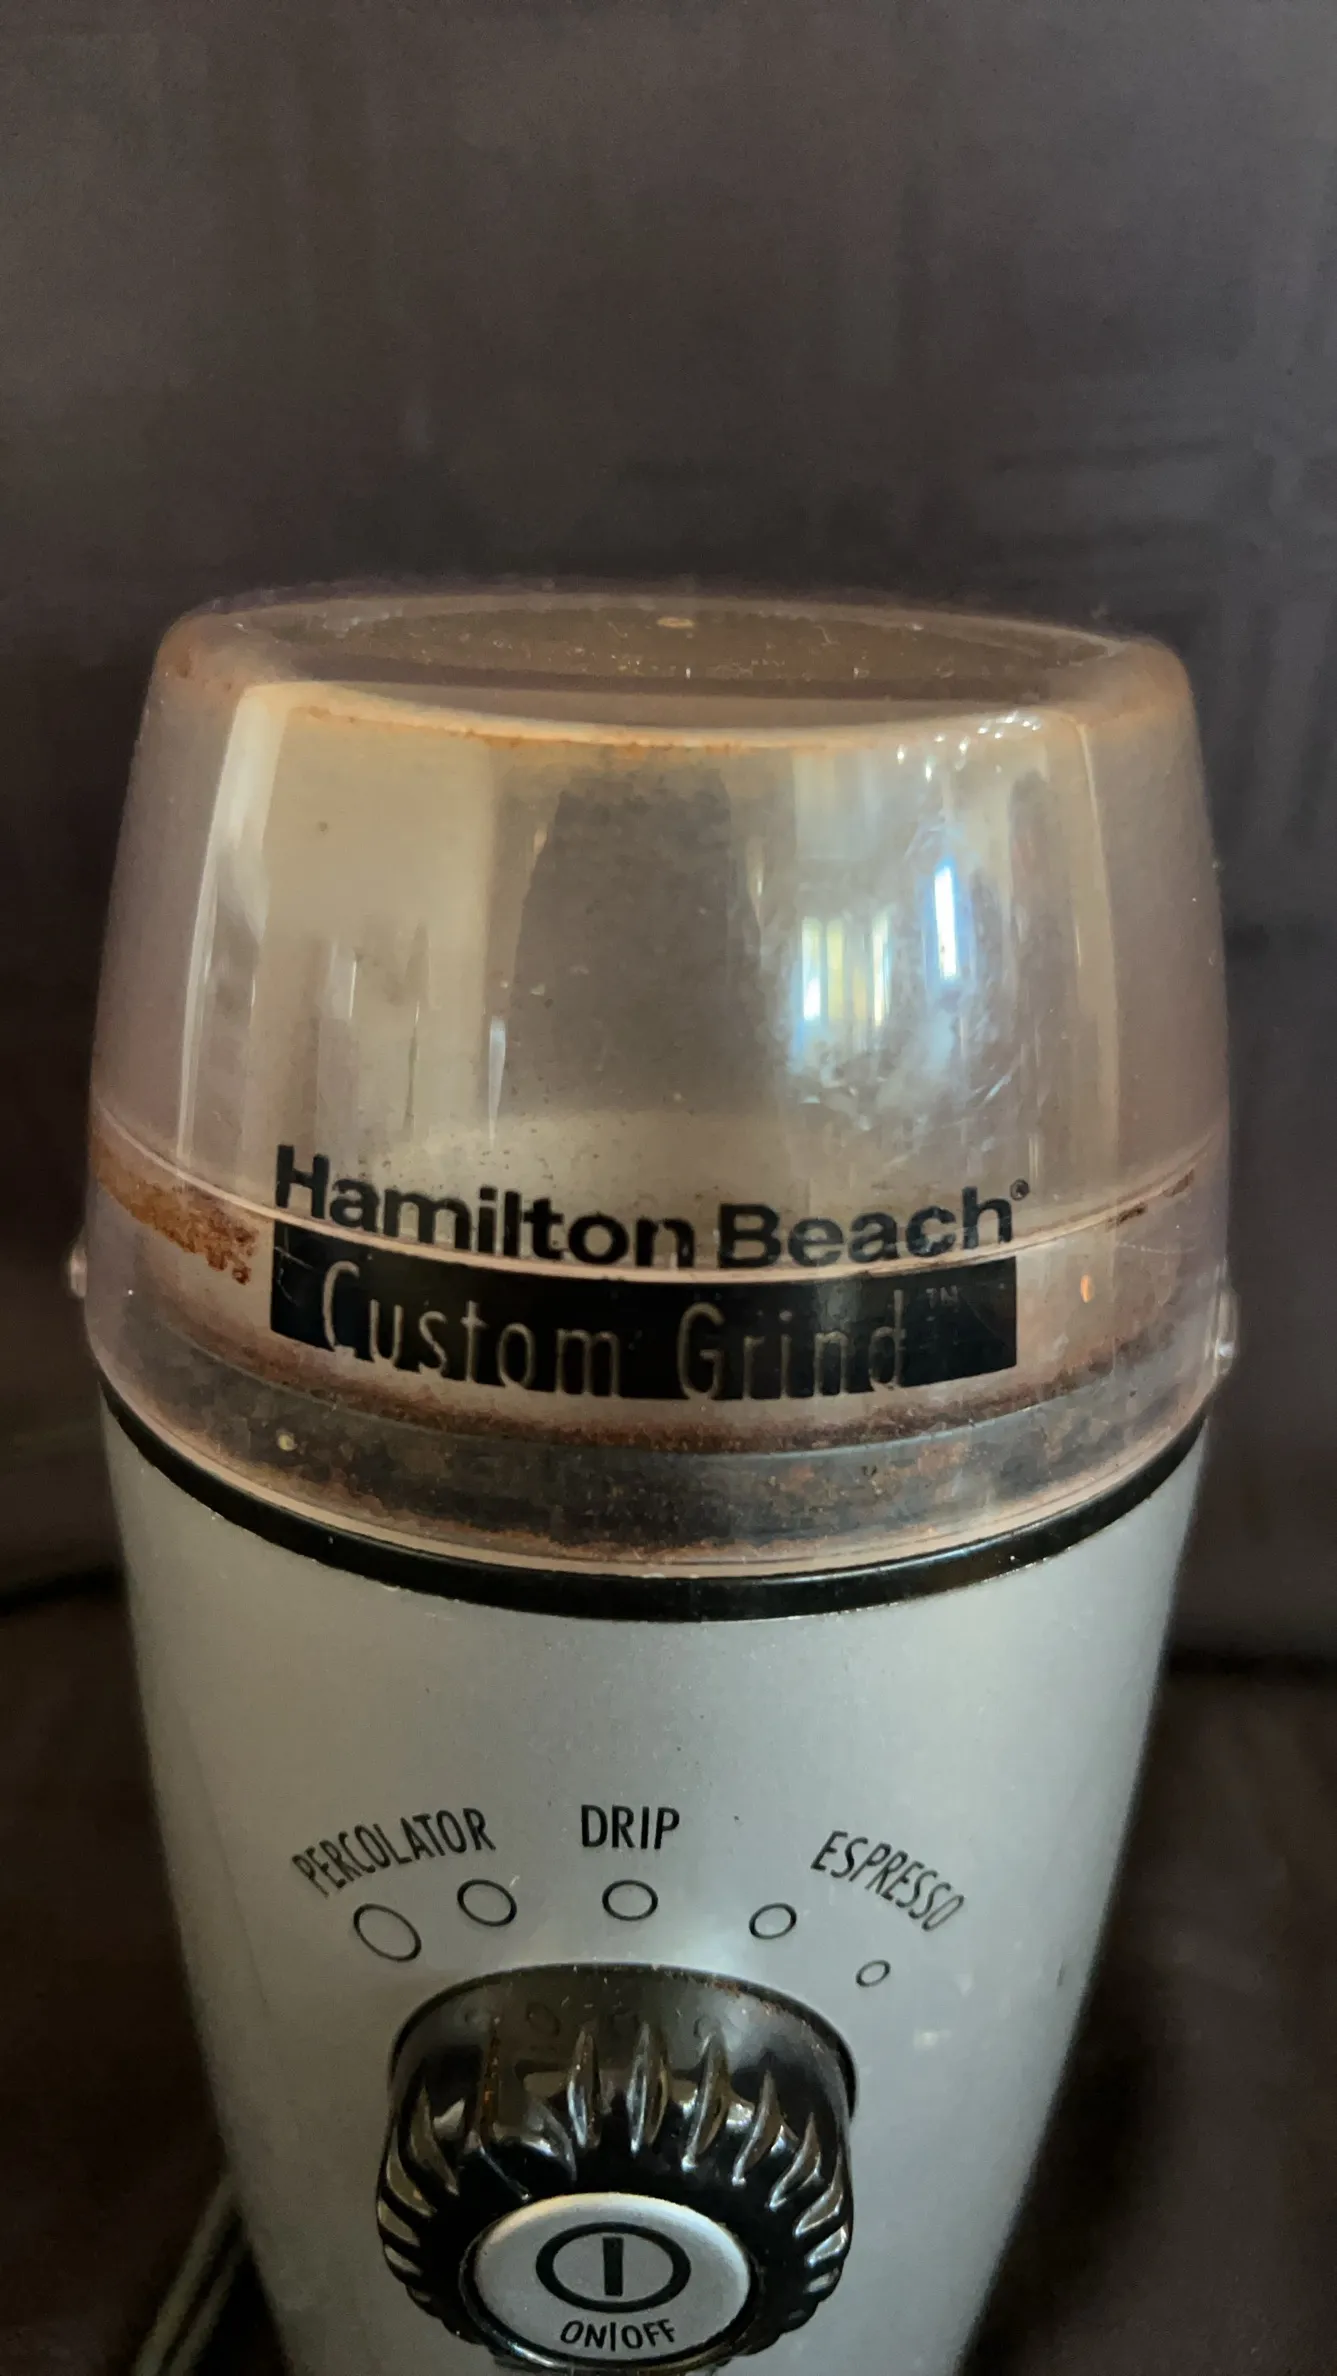 Hamilton Beach®
Custom Grind™
PERCOLATOR DRIP ESPRESSO
ON|OFF